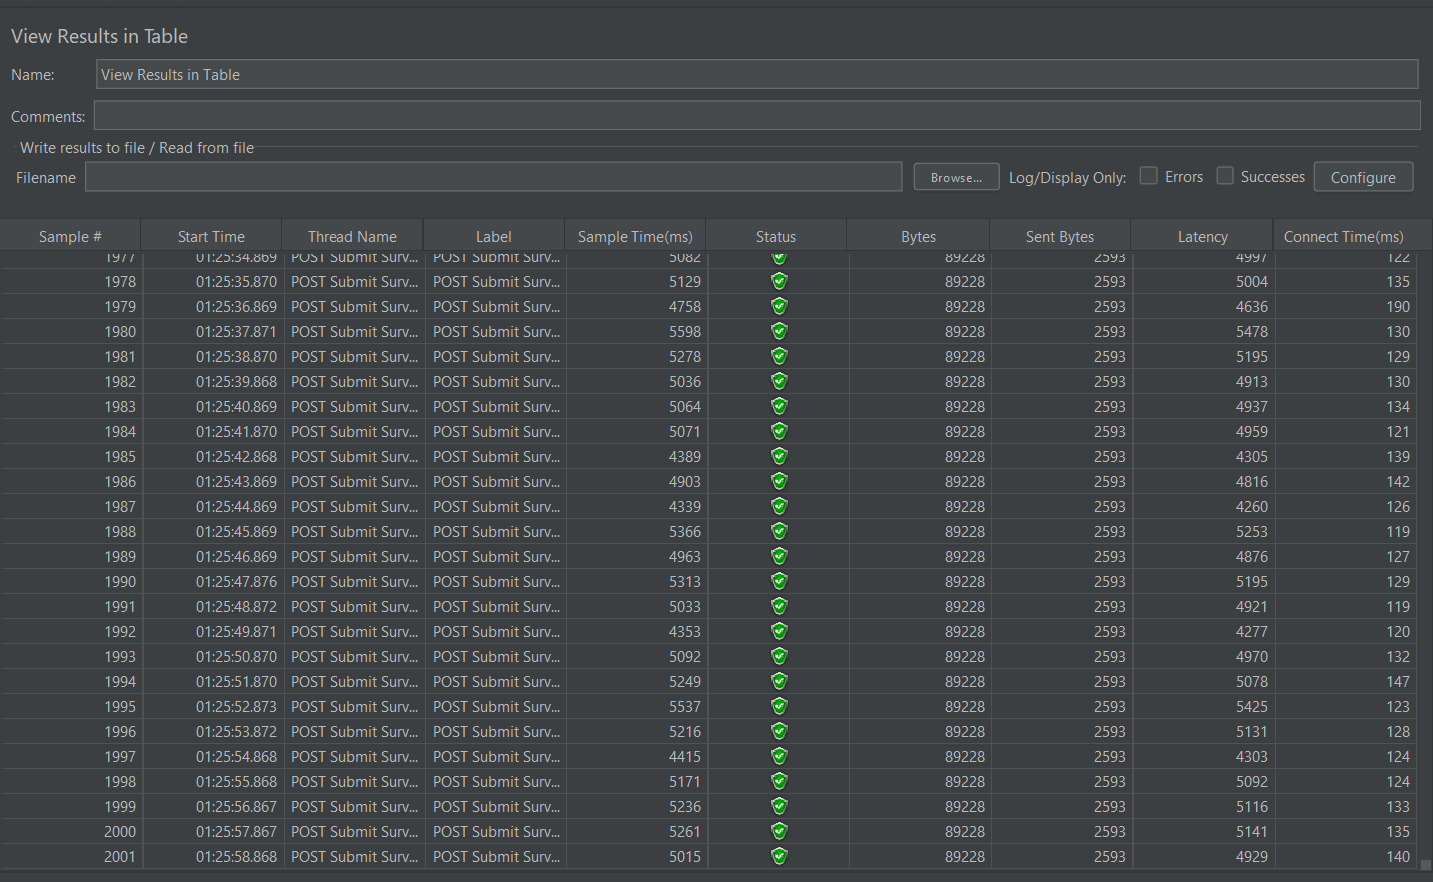 View Results in Table
Name: View Results in Table
Comments:
Write results to file / Read from file
Filename Browse... Log/Display Only: Errors Successes Configure
Sample # Start Time Thread Name Label Sample Time(ms) Status Bytes Sent Bytes Latency Connect Time(ms)
1977 01:25:34.869 POST Submit Surv... POST Submit Surv... 5082 89228 2593 4997 122
1978 01:25:35.870 POST Submit Surv... POST Submit Surv... 5129 89228 2593 5004 135
1979 01:25:36.869 POST Submit Surv... POST Submit Surv... 4758 89228 2593 4636 190
1980 01:25:37.871 POST Submit Surv... POST Submit Surv... 5598 89228 2593 5478 130
1981 01:25:38.870 POST Submit Surv... POST Submit Surv... 5278 89228 2593 5195 129
1982 01:25:39.868 POST Submit Surv... POST Submit Surv... 5036 89228 2593 4913 130
1983 01:25:40.869 POST Submit Surv... POST Submit Surv... 5064 89228 2593 4937 134
1984 01:25:41.870 POST Submit Surv... POST Submit Surv... 5071 89228 2593 4959 121
1985 01:25:42.868 POST Submit Surv... POST Submit Surv... 4389 89228 2593 4305 139
1986 01:25:43.869 POST Submit Surv... POST Submit Surv... 4903 89228 2593 4816 142
1987 01:25:44.869 POST Submit Surv... POST Submit Surv... 4339 89228 2593 4260 126
1988 01:25:45.869 POST Submit Surv... POST Submit Surv... 5366 89228 2593 5253 119
1989 01:25:46.869 POST Submit Surv... POST Submit Surv... 4963 89228 2593 4876 127
1990 01:25:47.876 POST Submit Surv... POST Submit Surv... 5313 89228 2593 5195 129
1991 01:25:48.872 POST Submit Surv... POST Submit Surv... 5033 89228 2593 4921 119
1992 01:25:49.871 POST Submit Surv... POST Submit Surv... 4353 89228 2593 4277 120
1993 01:25:50.870 POST Submit Surv... POST Submit Surv... 5092 89228 2593 4970 132
1994 01:25:51.870 POST Submit Surv... POST Submit Surv... 5249 89228 2593 5078 147
1995 01:25:52.873 POST Submit Surv... POST Submit Surv... 5537 89228 2593 5425 123
1996 01:25:53.872 POST Submit Surv... POST Submit Surv... 5216 89228 2593 5131 128
1997 01:25:54.868 POST Submit Surv... POST Submit Surv... 4415 89228 2593 4303 124
1998 01:25:55.868 POST Submit Surv... POST Submit Surv... 5171 89228 2593 5092 124
1999 01:25:56.867 POST Submit Surv... POST Submit Surv... 5236 89228 2593 5116 133
2000 01:25:57.867 POST Submit Surv... POST Submit Surv... 5261 89228 2593 5141 135
2001 01:25:58.868 POST Submit Surv... POST Submit Surv... 5015 89228 2593 4929 140